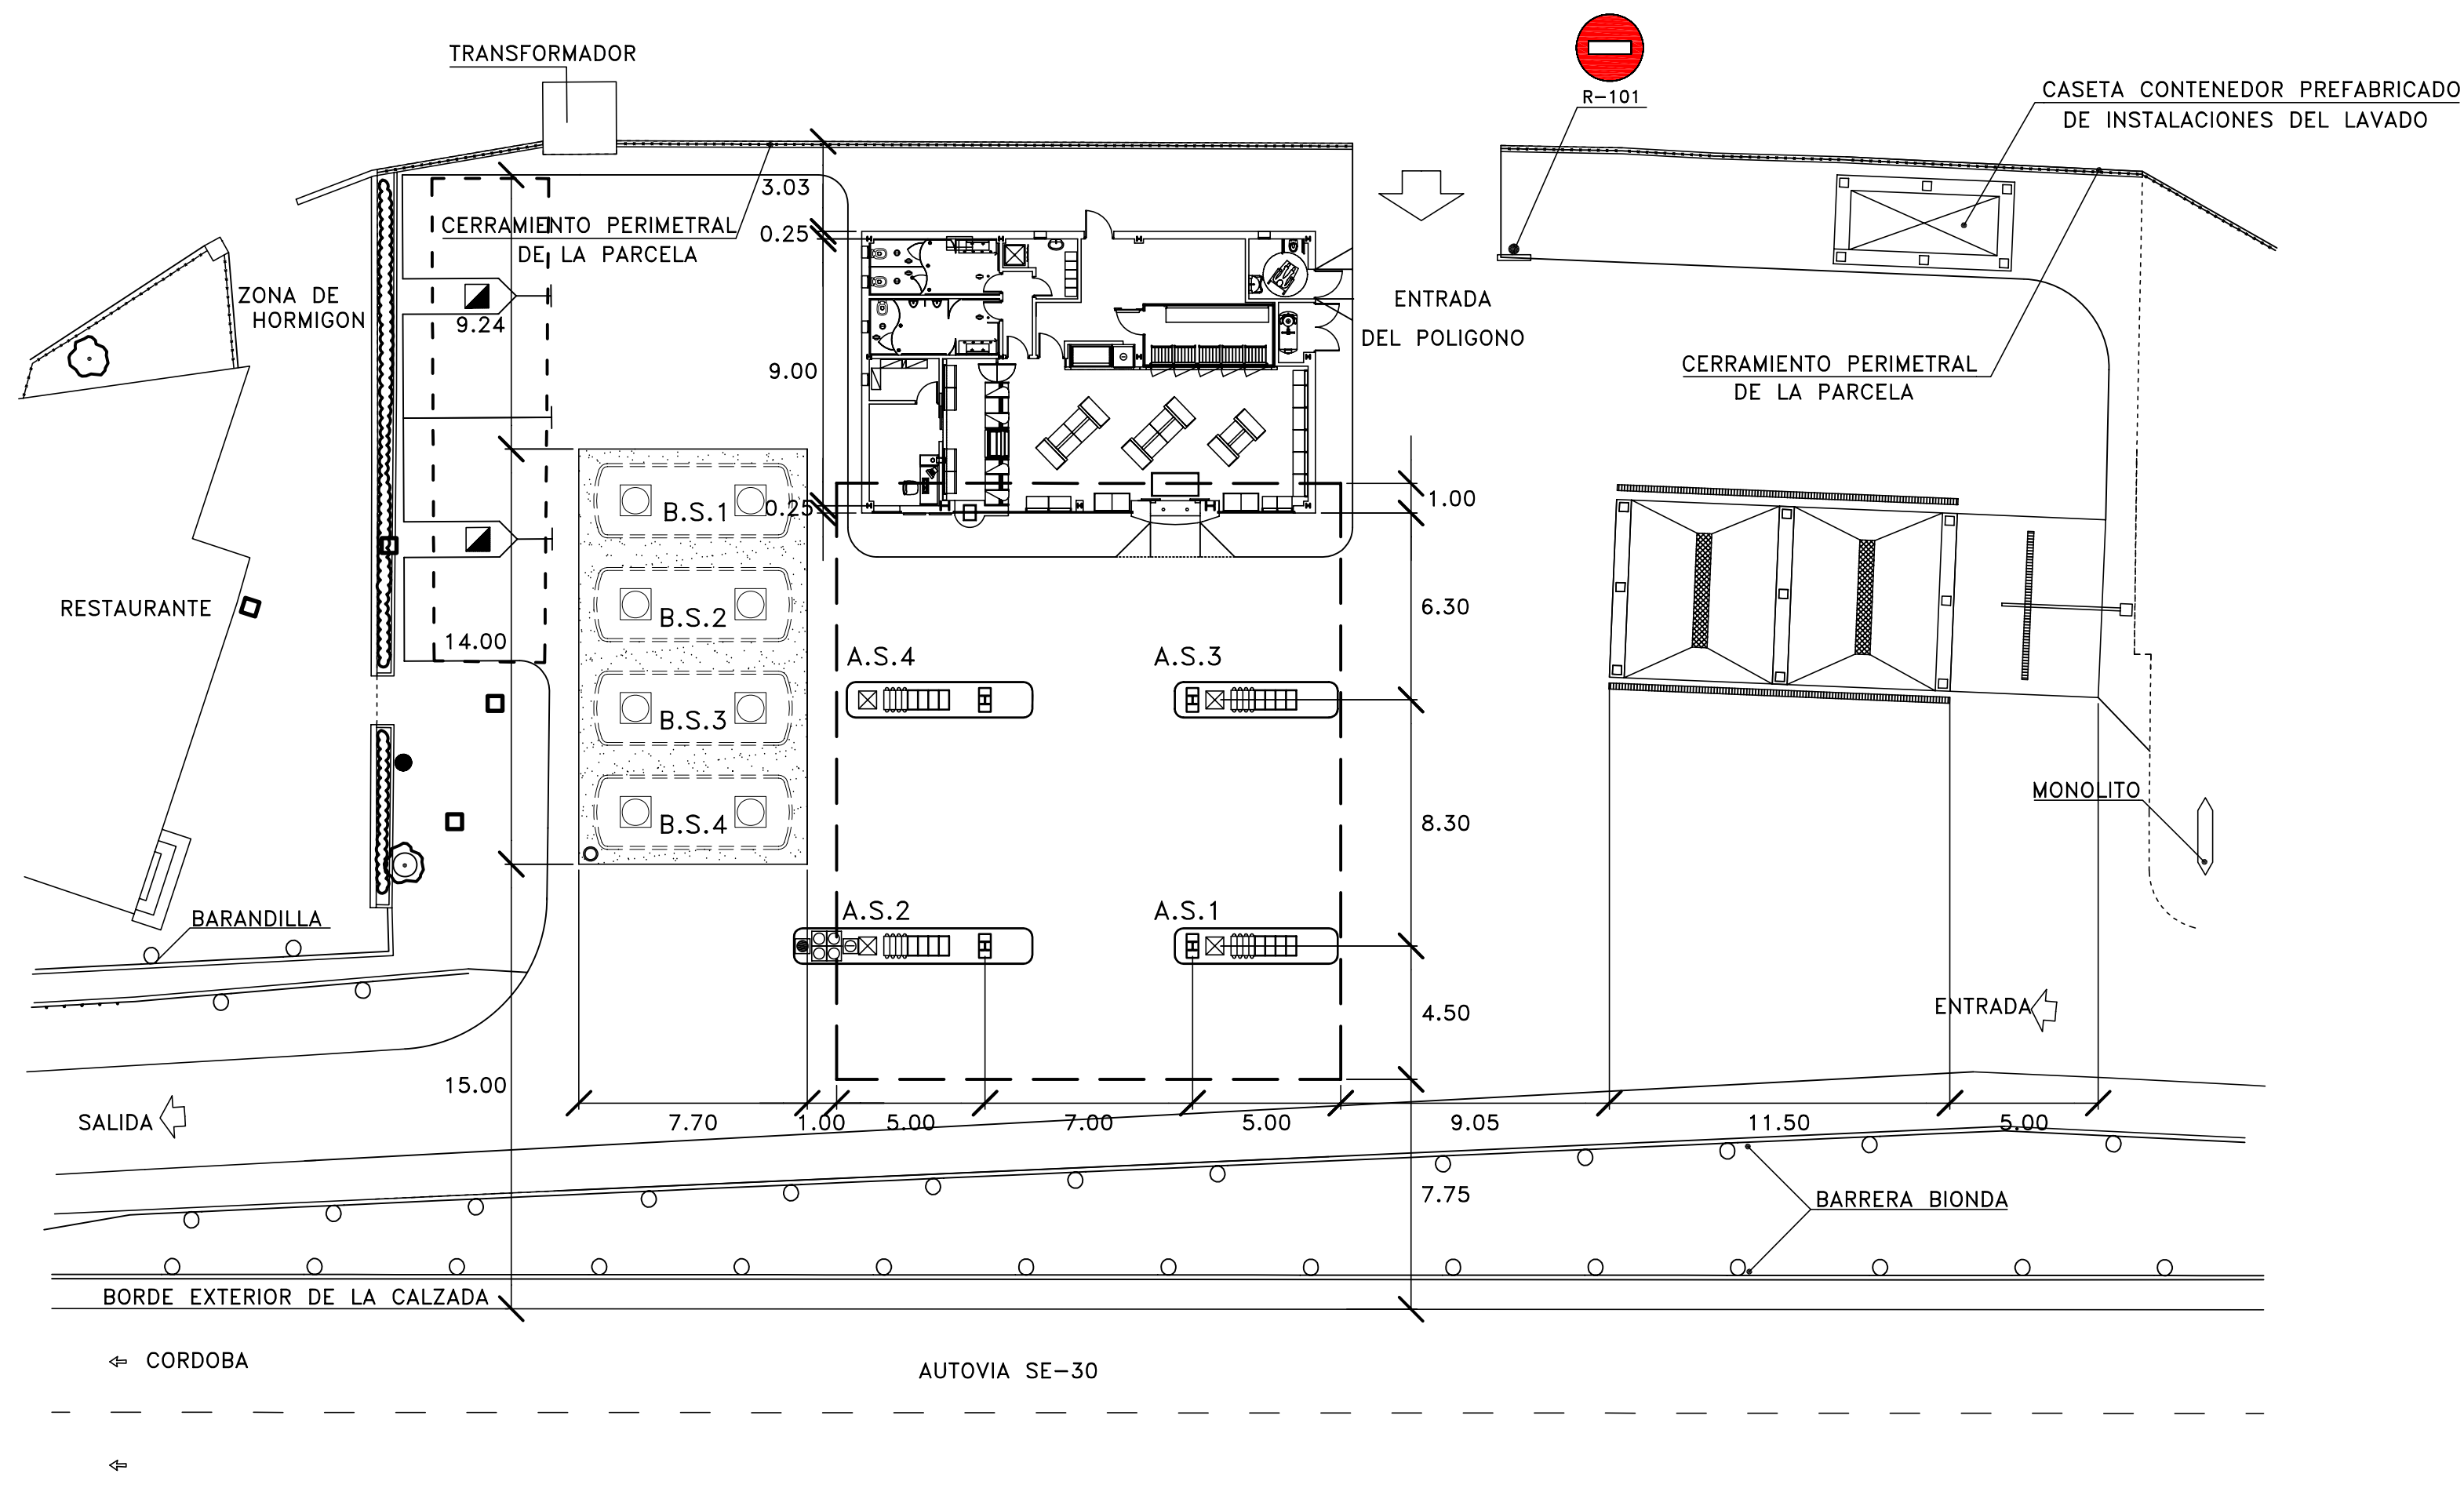 TRANSFORMADOR
R-101
CASETA CONTENEDOR PREFABRICADO
DE INSTALACIONES DEL LAVADO
3.03
CERRAMIENTO PERIMETRAL
DE LA PARCELA
0.25
ZONA DE
HORMIGON
9.24
ENTRADA
DEL POLIGONO
9.00
CERRAMIENTO PERIMETRAL
DE LA PARCELA
B.S.1
0.25
1.00
RESTAURANTE
B.S.2
6.30
14.00
A.S.4
A.S.3
B.S.3
MONOLITO
B.S.4
8.30
BARANDILLA
A.S.2
A.S.1
ENTRADA
4.50
15.00
SALIDA
7.70
1.00
5.00
7.00
5.00
9.05
11.50
5.00
7.75
BARRERA BIONDA
BORDE EXTERIOR DE LA CALZADA
CORDOBA
AUTOVIA SE-30